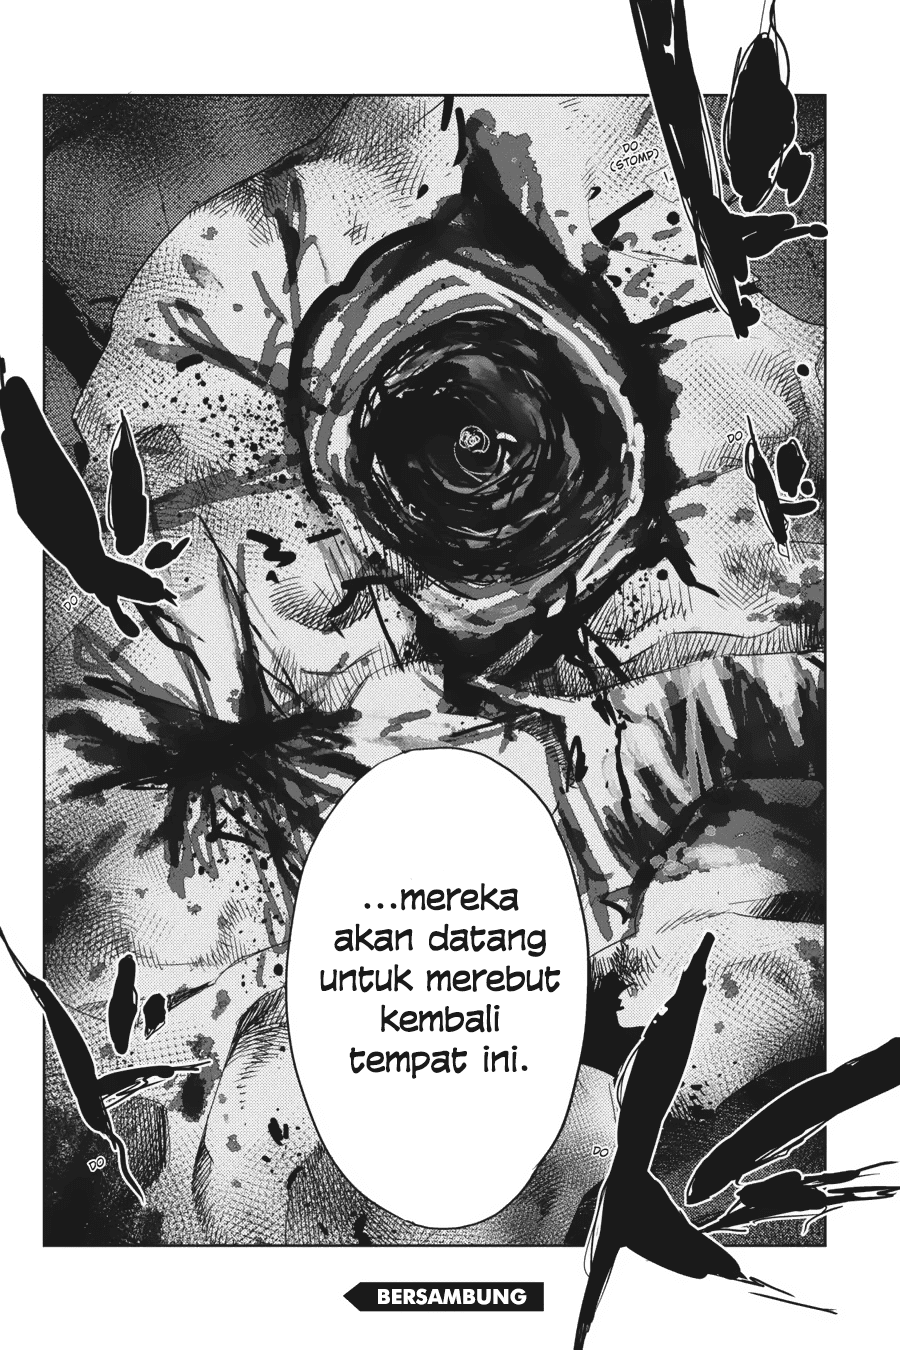 DO
(STOMP)
DO
DO
...mereka
akan datang
untuk merebut
kembali
tempat ini.
DO
DO
BERSAMBUNG